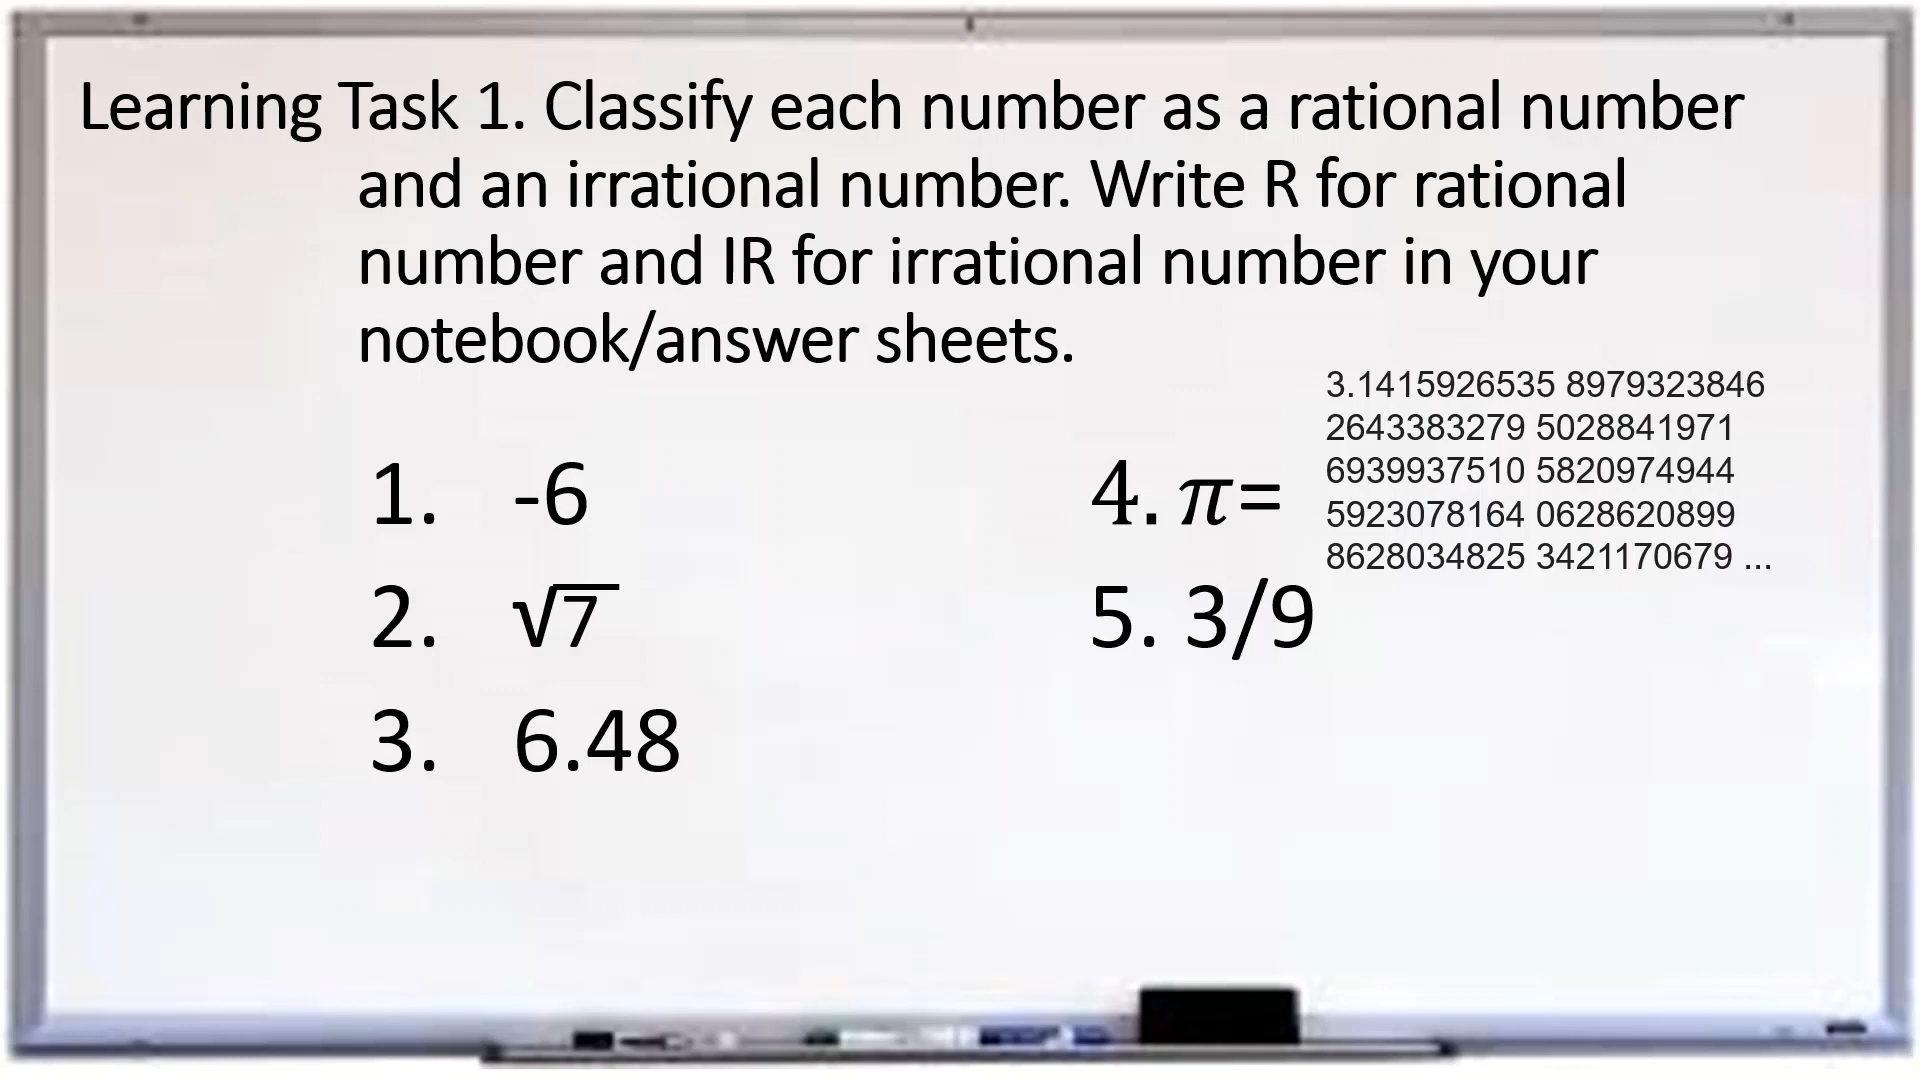 Learning Task 1. Classify each number as a rational number
and an irrational number. Write R for rational
number and IR for irrational number in your
notebook/answer sheets.
1. -6
2. √7
3. 6.48
4. π=
3.1415926535 8979323846
2643383279 5028841971
6939937510 5820974944
5923078164 0628620899
8628034825 3421170679 ...
5. 3/9